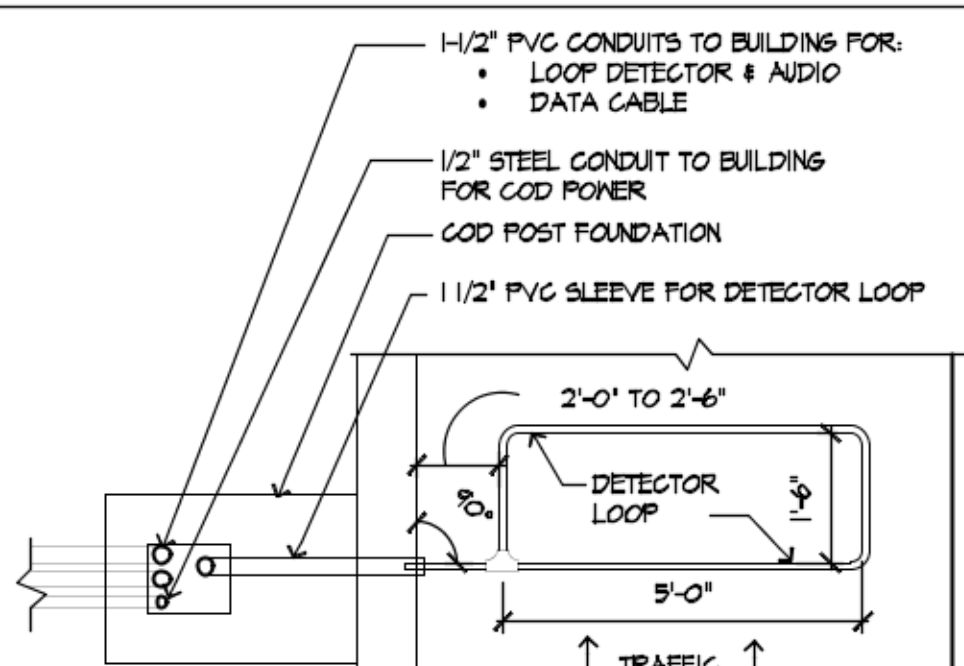 1-1/2" PVC CONDUITS TO BUILDING FOR:
• LOOP DETECTOR & AUDIO
• DATA CABLE
1/2" STEEL CONDUIT TO BUILDING
FOR COD POWER
COD POST FOUNDATION
1 1/2" PVC SLEEVE FOR DETECTOR LOOP
2'-0" TO 2'-6"
90°
DETECTOR
LOOP
1'-9"
5'-0"
TRAFFIC